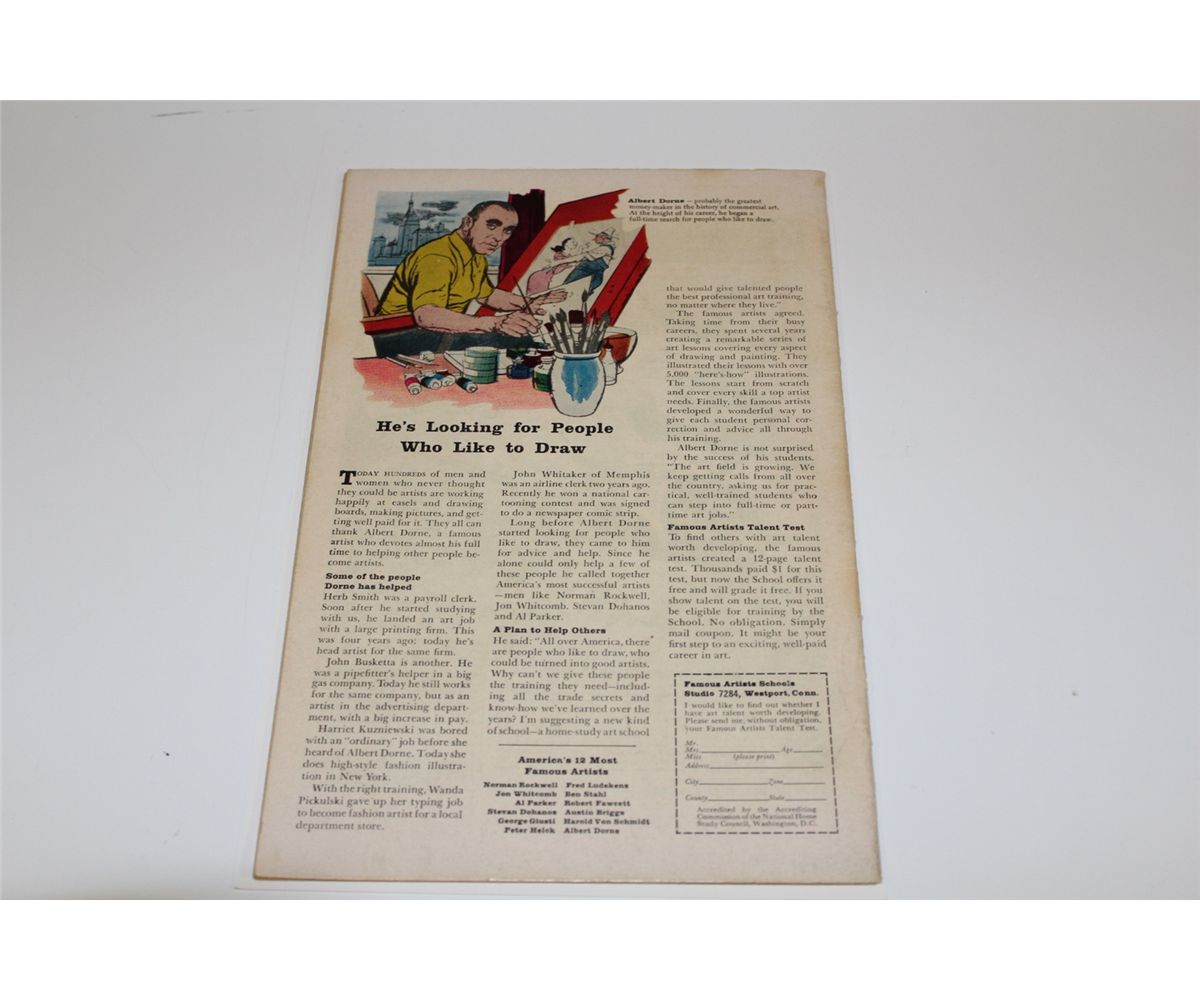 Albert Dorne — probably the greatest
money-maker in the history of commercial art.
At the height of his career, he began a
full-time search for people who like to draw.
He's Looking for People
Who Like to Draw
TODAY HUNDREDS of men and
women who never thought
they could be artists are working
happily at easels and drawing
boards, making pictures, and get-
ting well paid for it. They all can
thank Albert Dorne, a famous
artist who devotes almost his full
time to helping other people be-
come artists.
Some of the people
Dorne has helped
Herb Smith was a payroll clerk.
Soon after he started studying
with us, he landed an art job
with a large printing firm. This
was four years ago; today he's
head artist for the same firm.
John Busketta is another. He
was a pipefitter's helper in a big
gas company. Today he still works
for the same company, but as an
artist in the advertising depart-
ment, with a big increase in pay.
Harriet Kuzniewski was bored
with an "ordinary" job before she
heard of Albert Dorne. Today she
does high-style fashion illustra-
tion in New York.
With the right training, Wanda
Pickulski gave up her typing job
to become fashion artist for a local
department store.
John Whitaker of Memphis
was an airline clerk two years ago.
Recently he won a national car-
tooning contest and was signed
to do a newspaper comic strip.
Long before Albert Dorne
started looking for people who
like to draw, they came to him
for advice and help. Since he
alone could only help a few of
these people he called together
America's most successful artists
—men like Norman Rockwell,
Jon Whitcomb, Stevan Dohanos
and Al Parker.
A Plan to Help Others
He said: "All over America, there
are people who like to draw, who
could be turned into good artists.
Why can't we give these people
the training they need—includ-
ing all the trade secrets and
know-how we've learned over the
years? I'm suggesting a new kind
of school—a home-study art school
that would give talented people
the best professional art training,
no matter where they live."
The famous artists agreed.
Taking time from their busy
careers, they spent several years
creating a remarkable series of
art lessons covering every aspect
of drawing and painting. They
illustrated their lessons with over
5,000 "here's-how" illustrations.
The lessons start from scratch
and cover every skill a top artist
needs. Finally, the famous artists
developed a wonderful way to
give each student personal cor-
rection and advice all through
his training.
Albert Dorne is not surprised
by the success of his students.
"The art field is growing. We
keep getting calls from all over
the country, asking us for prac-
tical, well-trained students who
can step into full-time or part-
time art jobs."
Famous Artists Talent Test
To find others with art talent
worth developing, the famous
artists created a 12-page talent
test. Thousands paid $1 for this
test, but now the School offers it
free and will grade it free. If you
show talent on the test, you will
be eligible for training by the
School. No obligation. Simply
mail coupon. It might be your
first step to an exciting, well-paid
career in art.
America's 12 Most
Famous Artists
Norman Rockwell Fred Ludekens
Jon Whitcomb Ben Stahl
Al Parker Robert Fawcett
Stevan Dohanos Austin Briggs
George Giusti Harold Von Schmidt
Peter Helck Albert Dorne
Famous Artists Schools
Studio 7284, Westport, Conn.
I would like to find out whether I
have art talent worth developing.
Please send me, without obligation,
your Famous Artists Talent Test.
Mr.
Mrs. Age
Miss (please print)
Address
City Zone
County State
Accredited by the Accrediting
Commission of the National Home
Study Council, Washington, D.C.